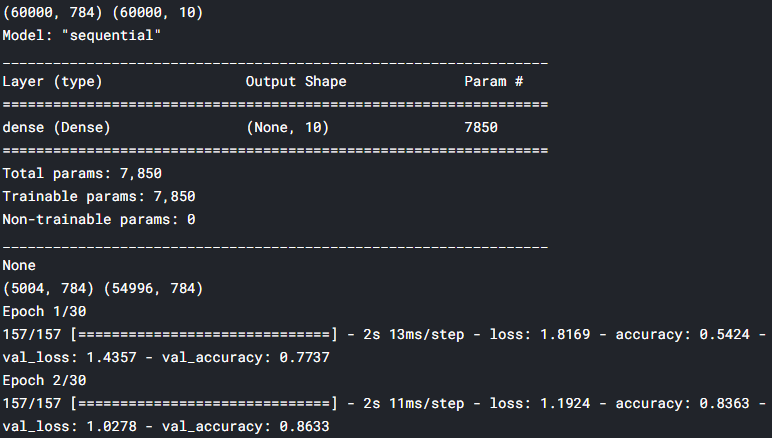 (60000, 784) (60000, 10)
Model: "sequential"
_________________________________________________________________
Layer (type)                 Output Shape              Param #
=================================================================
dense (Dense)                (None, 10)                7850
=================================================================
Total params: 7,850
Trainable params: 7,850
Non-trainable params: 0
_________________________________________________________________
None
(5004, 784) (54996, 784)
Epoch 1/30
157/157 [==============================] - 2s 13ms/step - loss: 1.8169 - accuracy: 0.5424 -
val_loss: 1.4357 - val_accuracy: 0.7737
Epoch 2/30
157/157 [==============================] - 2s 11ms/step - loss: 1.1924 - accuracy: 0.8363 -
val_loss: 1.0278 - val_accuracy: 0.8633